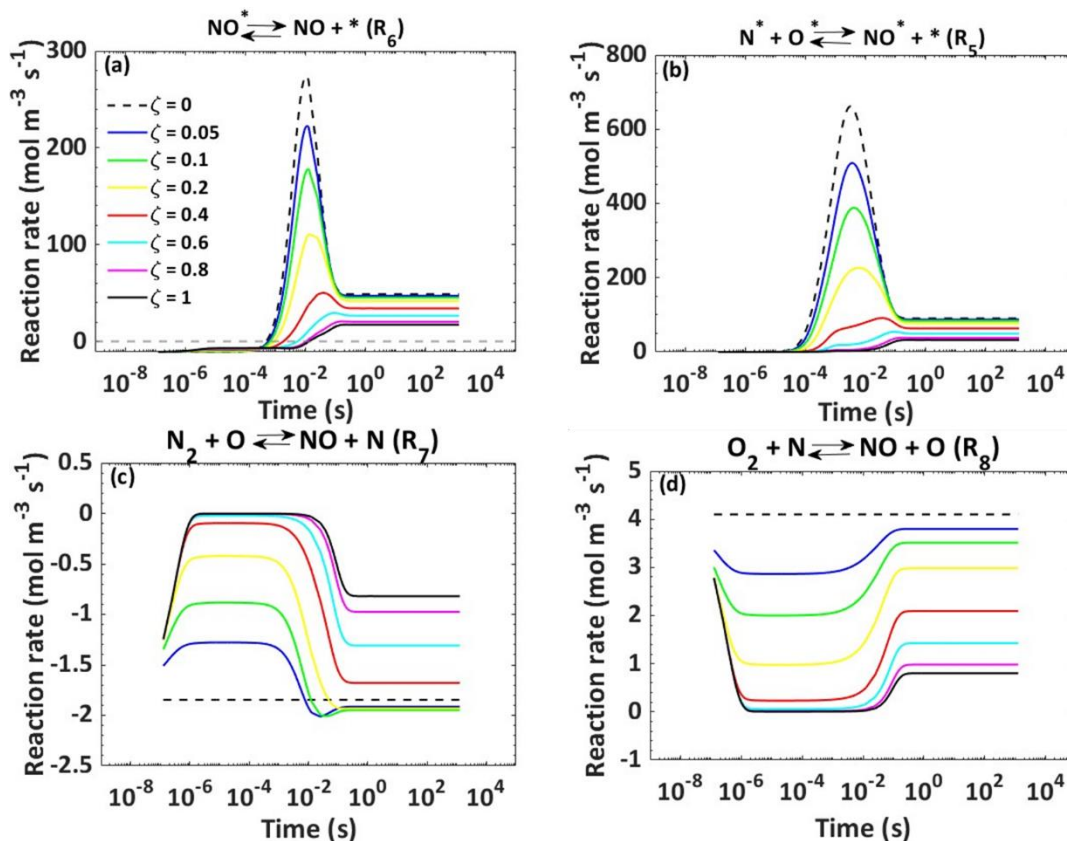 NO* ⇌ NO + * (R₆)
(a)
Reaction rate (mol m⁻³ s⁻¹)
300
200
100
0
ζ = 0
ζ = 0.05
ζ = 0.1
ζ = 0.2
ζ = 0.4
ζ = 0.6
ζ = 0.8
ζ = 1
10⁻⁸ 10⁻⁶ 10⁻⁴ 10⁻² 10⁰ 10² 10⁴
Time (s)
N* + O* ⇌ NO* + * (R₅)
(b)
Reaction rate (mol m⁻³ s⁻¹)
800
600
400
200
0
10⁻⁸ 10⁻⁶ 10⁻⁴ 10⁻² 10⁰ 10² 10⁴
Time (s)
N₂ + O ⇌ NO + N (R₇)
(c)
Reaction rate (mol m⁻³ s⁻¹)
0.5
0
-0.5
-1
-1.5
-2
-2.5
10⁻⁸ 10⁻⁶ 10⁻⁴ 10⁻² 10⁰ 10² 10⁴
Time (s)
O₂ + N ⇌ NO + O (R₈)
(d)
Reaction rate (mol m⁻³ s⁻¹)
5
4
3
2
1
0
-1
10⁻⁸ 10⁻⁶ 10⁻⁴ 10⁻² 10⁰ 10² 10⁴
Time (s)